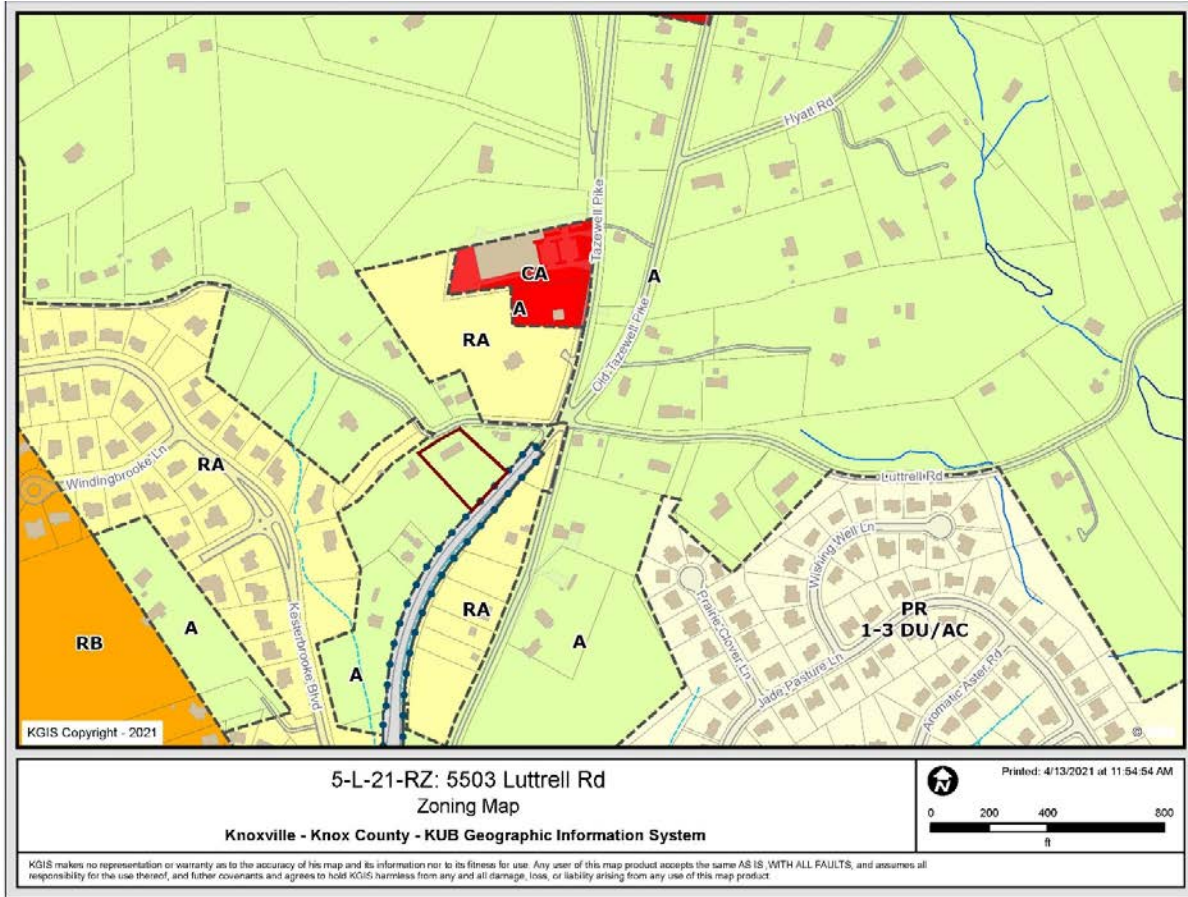 Hyatt Rd
Tazewell Pike
CA
A
A
RA
Old Tazewell Pike
Windingbrooke Ln
RA
Luttrell Rd
Wishing Well Ln
Prairie Clover Ln
RA
PR
1-3 DU/AC
A
A
RB
Kesterbrooke Blvd
A
Jade Pasture Ln
Aromatic Aster Rd
KGIS Copyright - 2021
©
5-L-21-RZ: 5503 Luttrell Rd
Zoning Map
Knoxville - Knox County - KUB Geographic Information System
N
Printed: 4/13/2021 at 11:54:54 AM
0 200 400 800
ft
KGIS makes no representation or warranty as to the accuracy of his map and its information nor to its fitness for use. Any user of this map product accepts the same AS IS ,WITH ALL FAULTS, and assumes all
responsibility for the use thereof, and futher covenants and agrees to hold KGIS harmless from any and all damage, loss, or liability arising from any use of this map product.